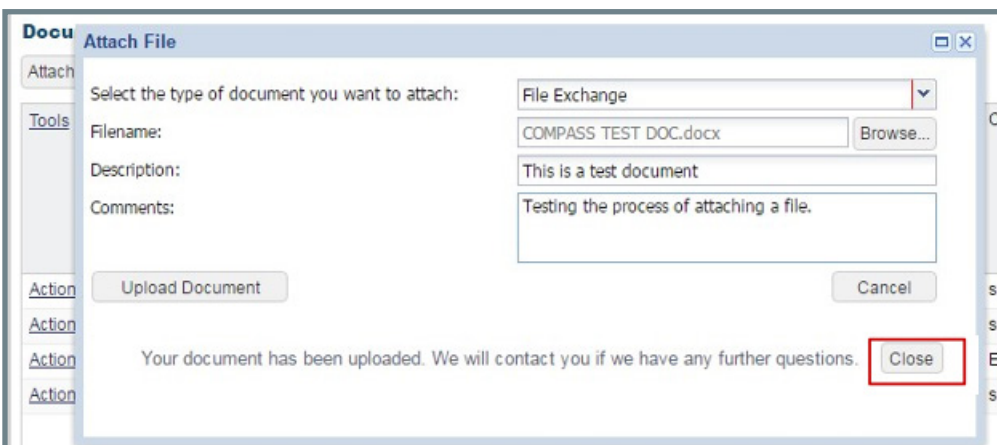 Docu
Attach File
Attach
Select the type of document you want to attach: File Exchange
Tools
Filename: COMPASS TEST DOC.docx Browse...
Description: This is a test document
Comments: Testing the process of attaching a file.
Action Upload Document Cancel s
Action s
Action Your document has been uploaded. We will contact you if we have any further questions. Close E
Action s